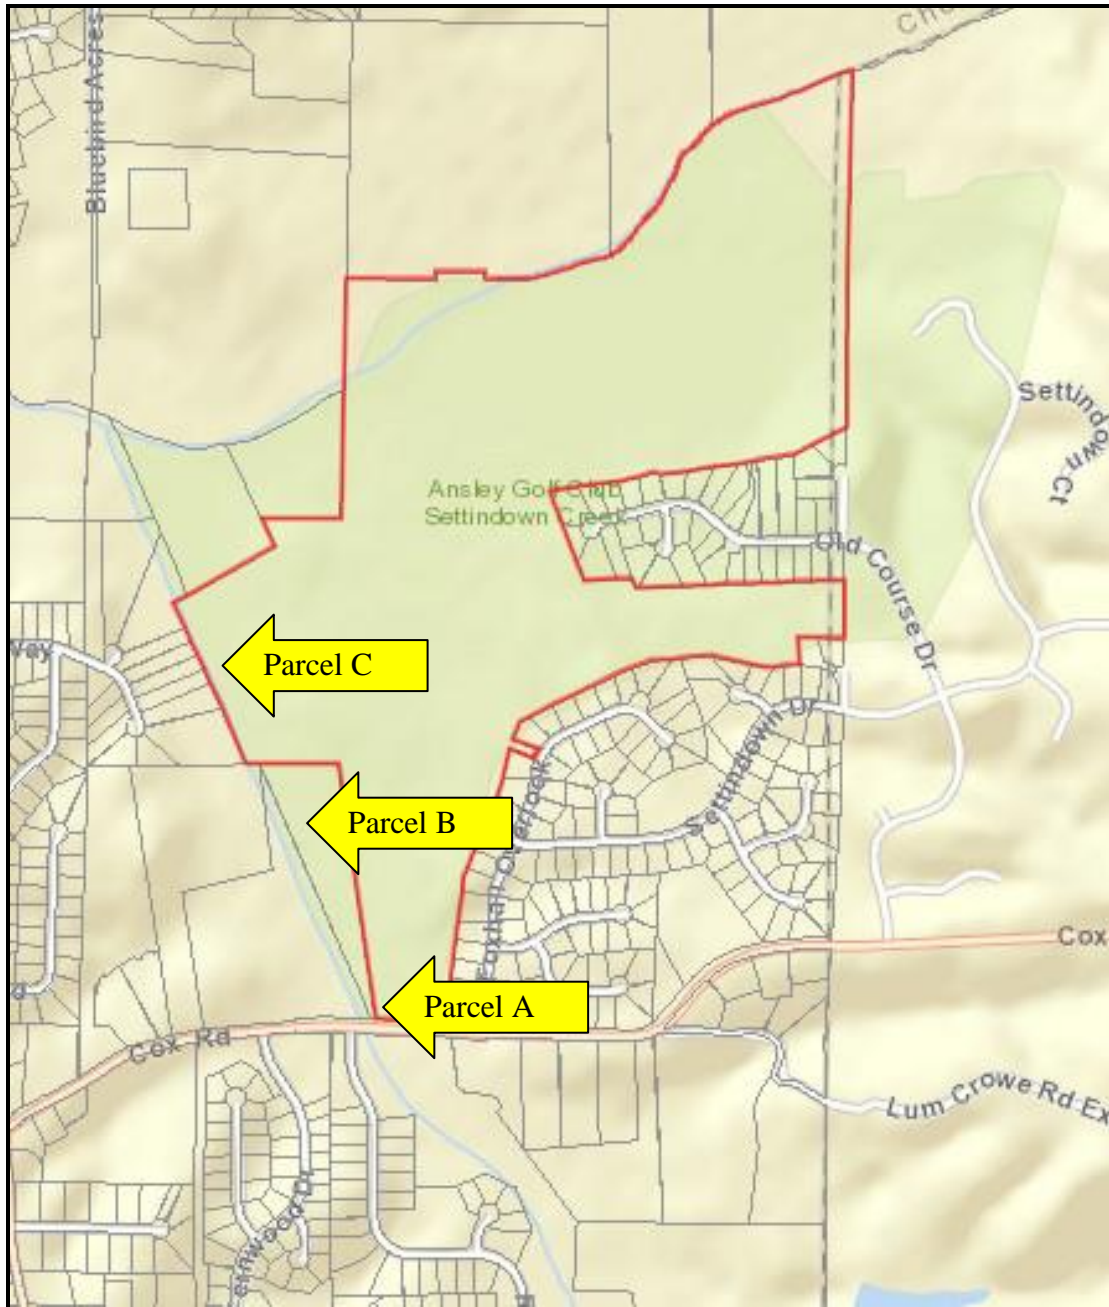 Bluebird Acres
Settindown Ct
Ansley Golf Club
Settindown Creek
Old Course Dr
Parcel C
Settindown Dr
Parcel B
Foxhall Overlook
Cox
Parcel A
Cox Rd
Lum Crowe Rd Ex